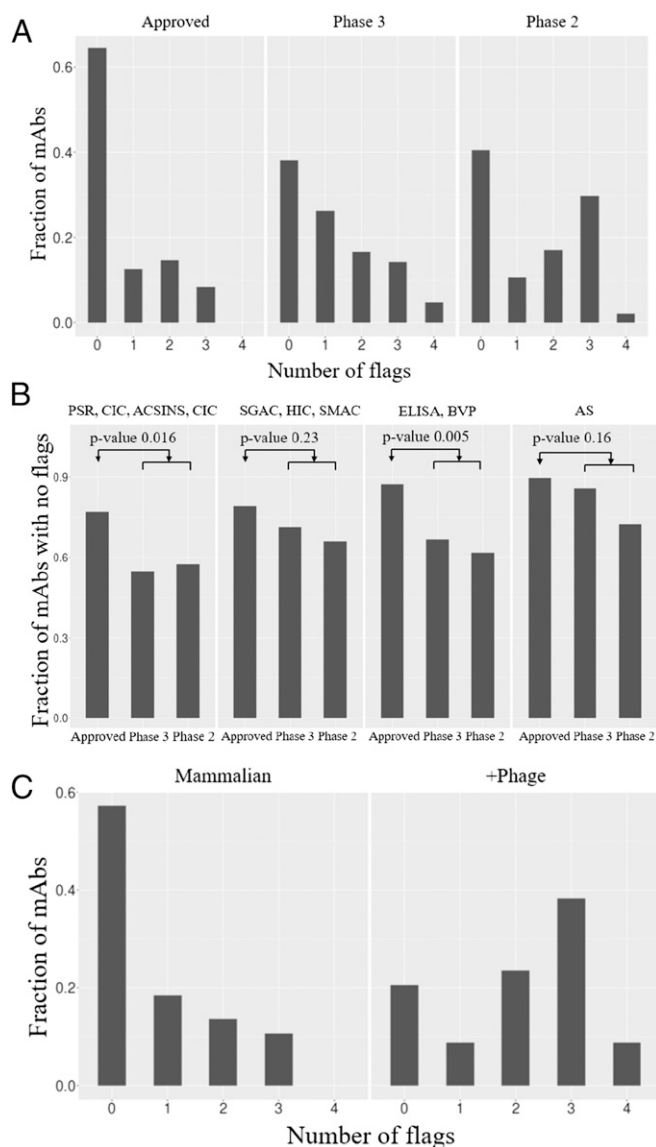 A
Approved Phase 3 Phase 2
Fraction of mAbs
0.6
0.4
0.2
0.0
0 1 2 3 4 0 1 2 3 4 0 1 2 3 4
Number of flags
B
PSR, CIC, ACSINS, CIC SGAC, HIC, SMAC ELISA, BVP AS
p-value 0.016 p-value 0.23 p-value 0.005 p-value 0.16
Fraction of mAbs with no flags
0.9
0.6
0.3
0.0
Approved Phase 3 Phase 2 Approved Phase 3 Phase 2 Approved Phase 3 Phase 2 Approved Phase 3 Phase 2
C
Mammalian +Phage
Fraction of mAbs
0.6
0.4
0.2
0.0
0 1 2 3 4 0 1 2 3 4
Number of flags